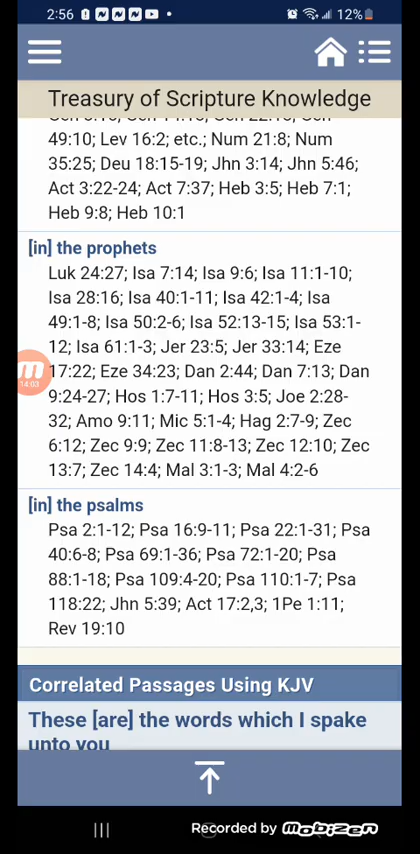 2:56
12%
Treasury of Scripture Knowledge
49:10; Lev 16:2; etc.; Num 21:8; Num
35:25; Deu 18:15-19; Jhn 3:14; Jhn 5:46;
Act 3:22-24; Act 7:37; Heb 3:5; Heb 7:1;
Heb 9:8; Heb 10:1
[in] the prophets
Luk 24:27; Isa 7:14; Isa 9:6; Isa 11:1-10;
Isa 28:16; Isa 40:1-11; Isa 42:1-4; Isa
49:1-8; Isa 50:2-6; Isa 52:13-15; Isa 53:1-
12; Isa 61:1-3; Jer 23:5; Jer 33:14; Eze
17:22; Eze 34:23; Dan 2:44; Dan 7:13; Dan
9:24-27; Hos 1:7-11; Hos 3:5; Joe 2:28-
32; Amo 9:11; Mic 5:1-4; Hag 2:7-9; Zec
6:12; Zec 9:9; Zec 11:8-13; Zec 12:10; Zec
13:7; Zec 14:4; Mal 3:1-3; Mal 4:2-6
14:03
[in] the psalms
Psa 2:1-12; Psa 16:9-11; Psa 22:1-31; Psa
40:6-8; Psa 69:1-36; Psa 72:1-20; Psa
88:1-18; Psa 109:4-20; Psa 110:1-7; Psa
118:22; Jhn 5:39; Act 17:2,3; 1Pe 1:11;
Rev 19:10
Correlated Passages Using KJV
These [are] the words which I spake
unto you
Recorded by Mobizen